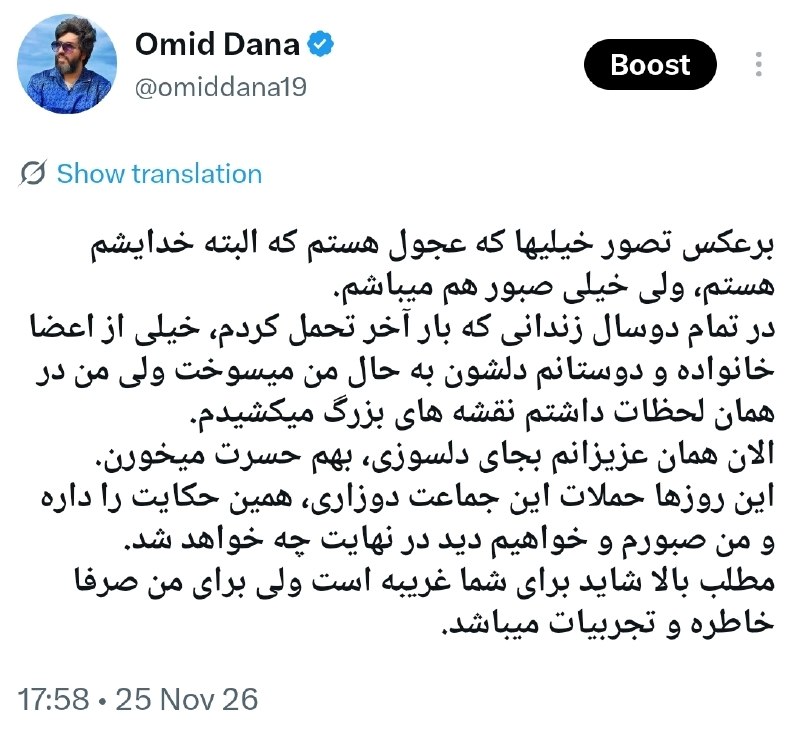 Omid Dana
@omiddana19
Boost
Show translation
برعکس تصور خیلیها که عجول هستم که البته خدایشم
هستم، ولی خیلی صبور هم میباشم.
در تمام دوسال زندانی که بار آخر تحمل کردم، خیلی از اعضا
خانواده و دوستانم دلشون به حال من میسوخت ولی من در
همان لحظات داشتم نقشه های بزرگ میکشیدم.
الان همان عزیزانم بجای دلسوزی، بهم حسرت میخورن.
این روزها حملات این جماعت دوزاری، همین حکایت را داره
و من صبورم و خواهیم دید در نهایت چه خواهد شد.
مطلب بالا شاید برای شما غریبه است ولی برای من صرفا
خاطره و تجربیات میباشد.
17:58 • 25 Nov 26